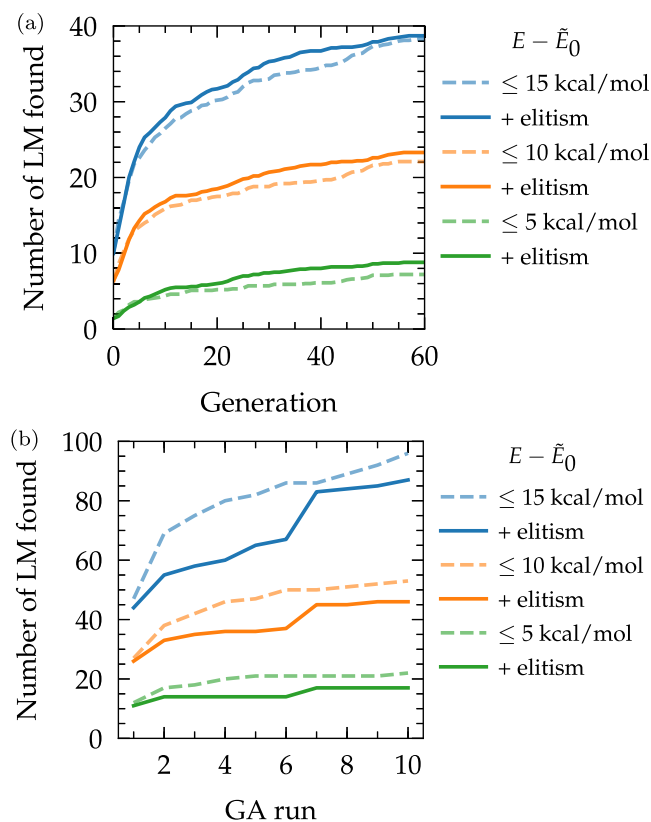 (a)
40
30
20
10
0
0 20 40 60
Number of LM found
Generation
E − Ẽ0
≤ 15 kcal/mol
+ elitism
≤ 10 kcal/mol
+ elitism
≤ 5 kcal/mol
+ elitism
(b)
100
80
60
40
20
0
2 4 6 8 10
Number of LM found
GA run
E − Ẽ0
≤ 15 kcal/mol
+ elitism
≤ 10 kcal/mol
+ elitism
≤ 5 kcal/mol
+ elitism